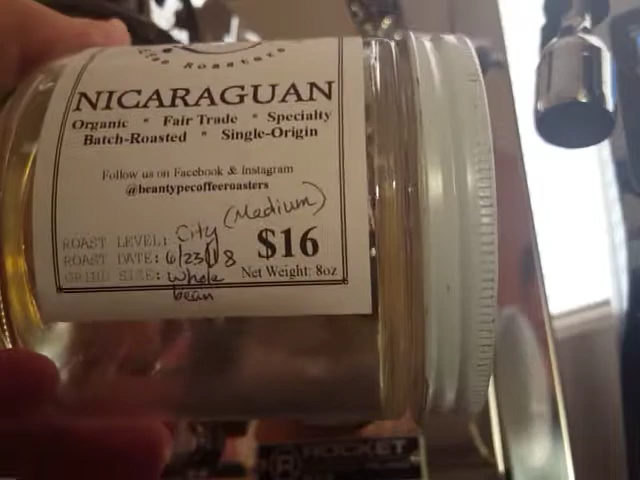 Roasters
NICARAGUAN
Organic * Fair Trade * Specialty
Batch-Roasted * Single-Origin
Follow us on Facebook & Instagram
@beantypecoffeeroasters
ROAST LEVEL: City (Medium)
ROAST DATE: 6/23/18
GRIND SIZE: Whole bean
$16
Net Weight: 8oz
R ROCKET